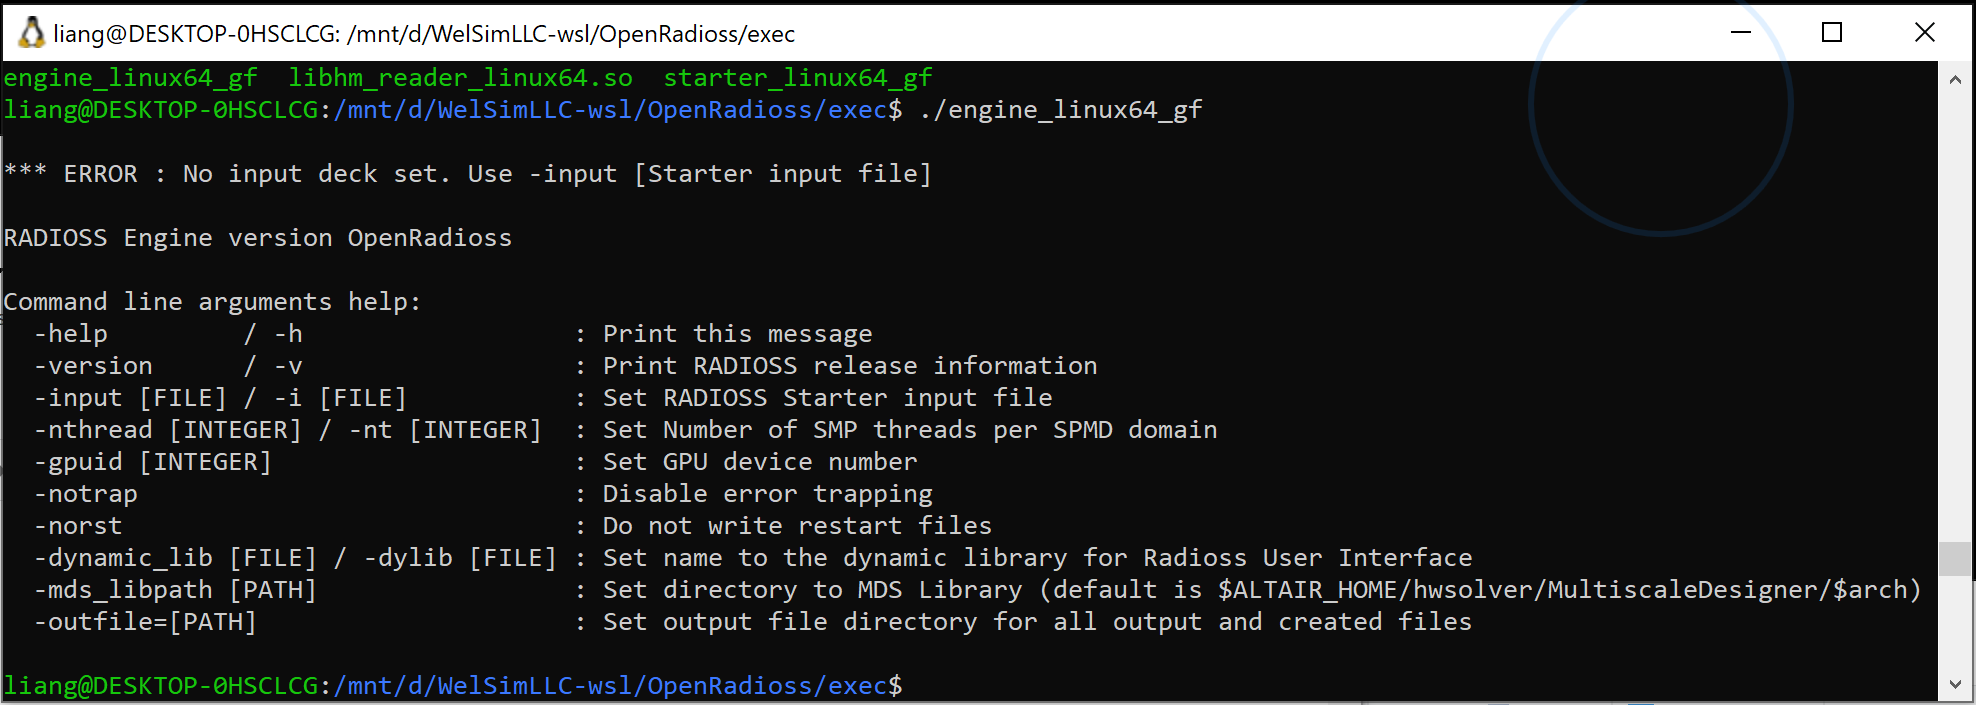 liang@DESKTOP-0HSCLCG: /mnt/d/WelSimLLC-wsl/OpenRadioss/exec
engine_linux64_gf  libhm_reader_linux64.so  starter_linux64_gf
liang@DESKTOP-0HSCLCG:/mnt/d/WelSimLLC-wsl/OpenRadioss/exec$ ./engine_linux64_gf
*** ERROR : No input deck set. Use -input [Starter input file]
RADIOSS Engine version OpenRadioss
Command line arguments help:
  -help         / -h                  : Print this message
  -version      / -v                  : Print RADIOSS release information
  -input [FILE] / -i [FILE]           : Set RADIOSS Starter input file
  -nthread [INTEGER] / -nt [INTEGER]  : Set Number of SMP threads per SPMD domain
  -gpuid [INTEGER]                    : Set GPU device number
  -notrap                             : Disable error trapping
  -norst                              : Do not write restart files
  -dynamic_lib [FILE] / -dylib [FILE] : Set name to the dynamic library for Radioss User Interface
  -mds_libpath [PATH]                 : Set directory to MDS Library (default is $ALTAIR_HOME/hwsolver/MultiscaleDesigner/$arch)
  -outfile=[PATH]                     : Set output file directory for all output and created files
liang@DESKTOP-0HSCLCG:/mnt/d/WelSimLLC-wsl/OpenRadioss/exec$